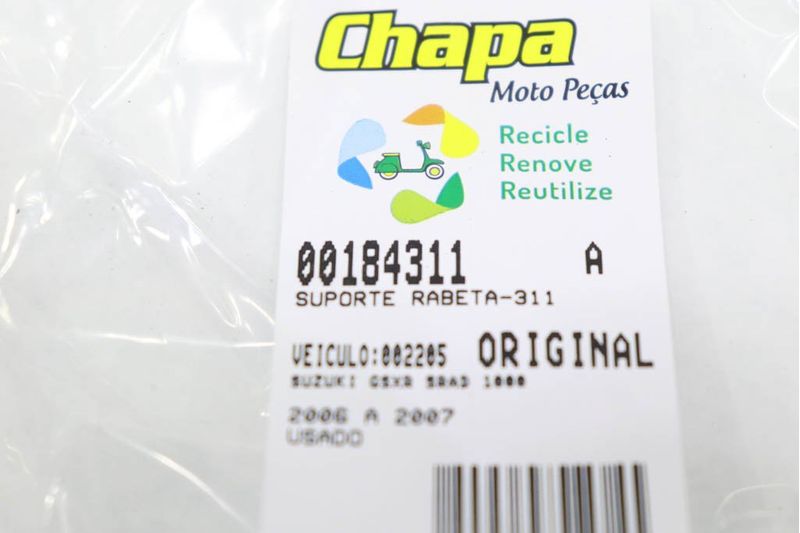 Chapa
Moto Peças
Recicle
Renove
Reutilize
00184311 A
SUPORTE RABETA-311
VEICULO:002205 ORIGINAL
SUZUKI GSXR SRAD 1000
2006 A 2007
USADO